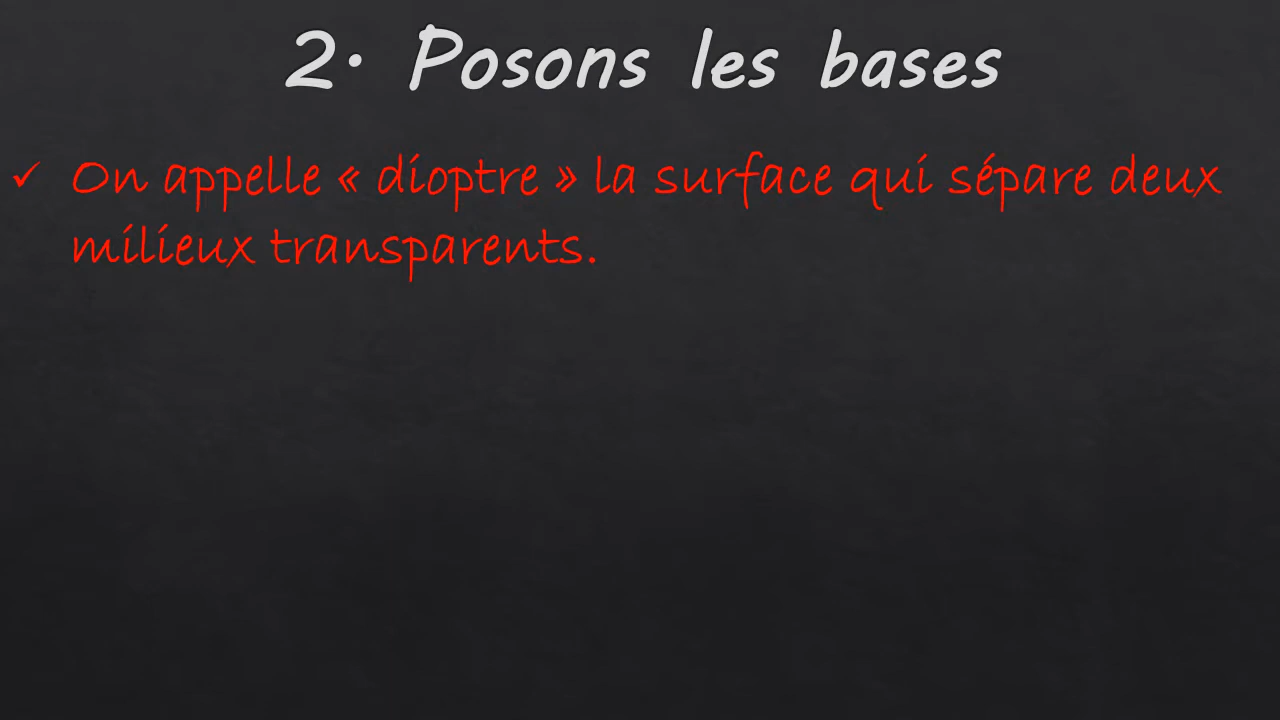 2. Posons les bases
✓ On appelle « dioptre » la surface qui sépare deux
milieux transparents.